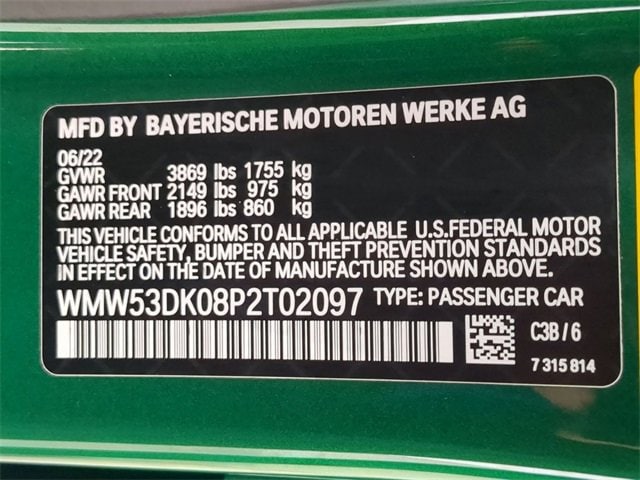 MFD BY BAYERISCHE MOTOREN WERKE AG
06/22
GVWR 3869 lbs 1755 kg
GAWR FRONT 2149 lbs 975 kg
GAWR REAR 1896 lbs 860 kg
THIS VEHICLE CONFORMS TO ALL APPLICABLE U.S.FEDERAL MOTOR
VEHICLE SAFETY, BUMPER AND THEFT PREVENTION STANDARDS
IN EFFECT ON THE DATE OF MANUFACTURE SHOWN ABOVE.
WMW53DK08P2T02097 TYPE: PASSENGER CAR
C3B/6
7 315 814